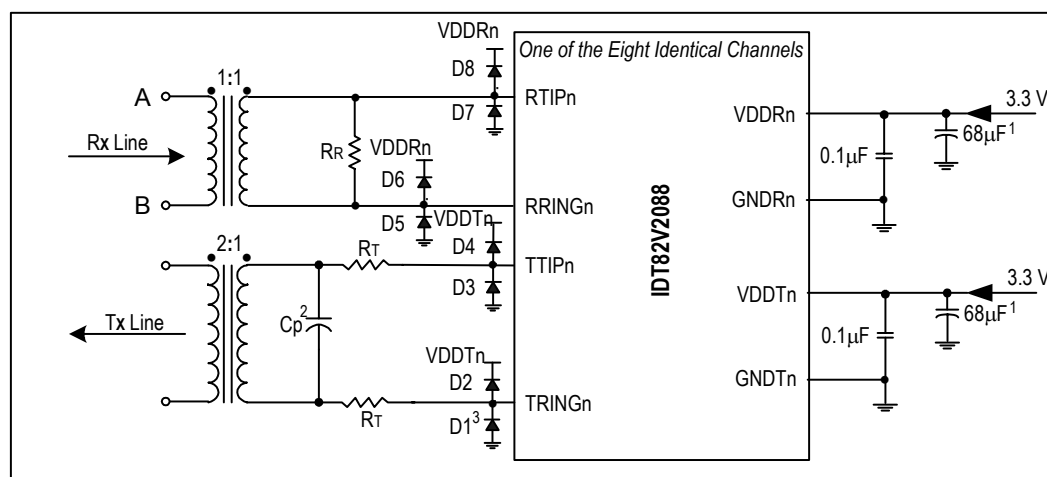 One of the Eight Identical Channels
VDDRn
D8
D7
1:1
A
B
Rx Line
RR
VDDRn
D6
D5
RTIPn
RRINGn
VDDTn
D4
D3
2:1
RT
TTIPn
Tx Line
Cp2
VDDTn
D2
D13
RT
TRINGn
IDT82V2088
VDDRn
3.3 V
68µF1
0.1µF
GNDRn
VDDTn
3.3 V
68µF1
0.1µF
GNDTn